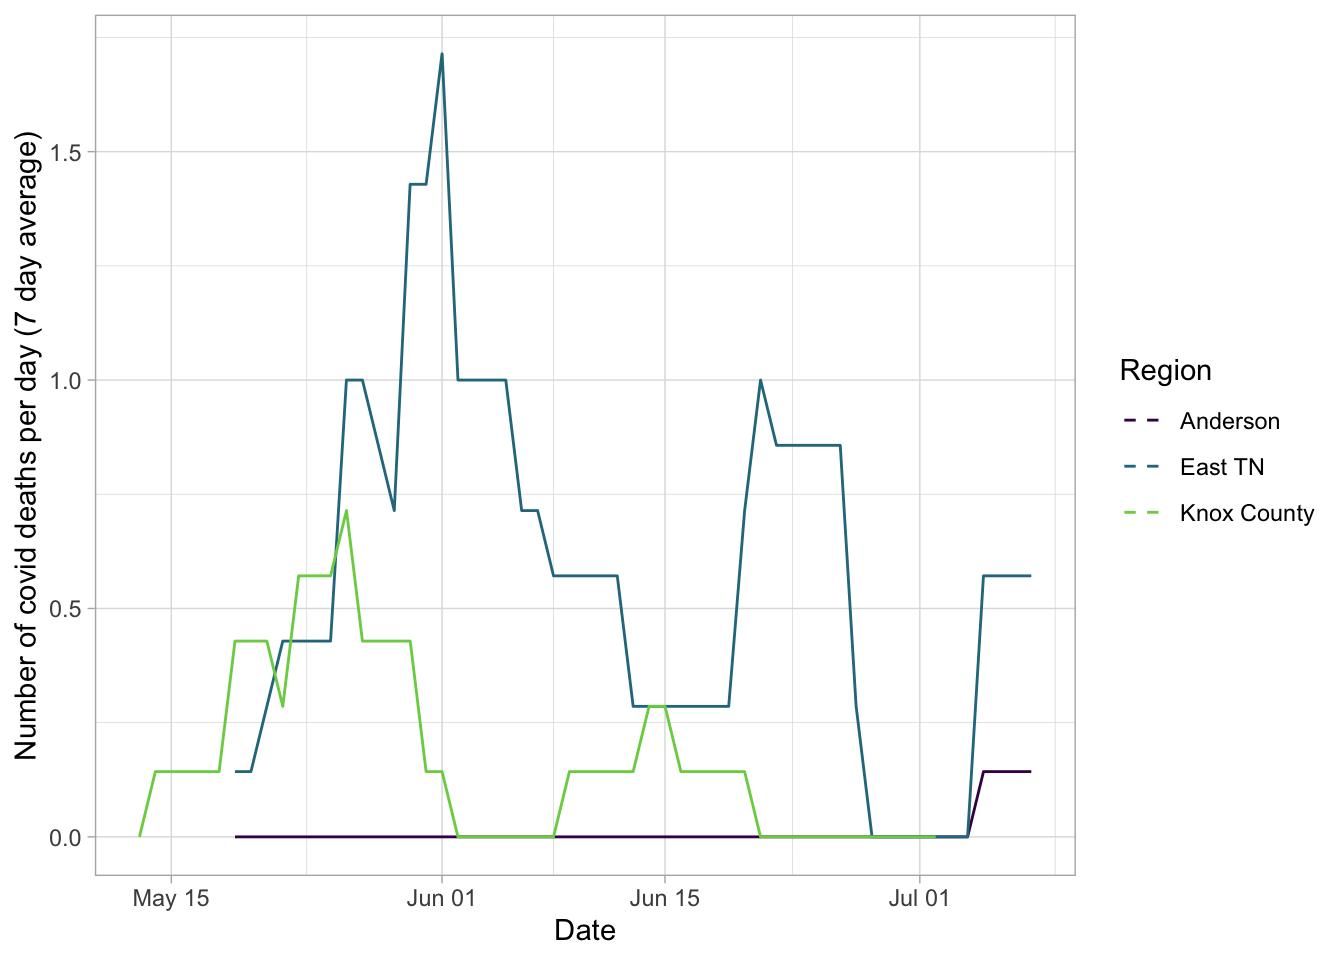 Number of covid deaths per day (7 day average)
1.5
1.0
0.5
0.0
May 15
Jun 01
Jun 15
Jul 01
Date
Region
Anderson
East TN
Knox County